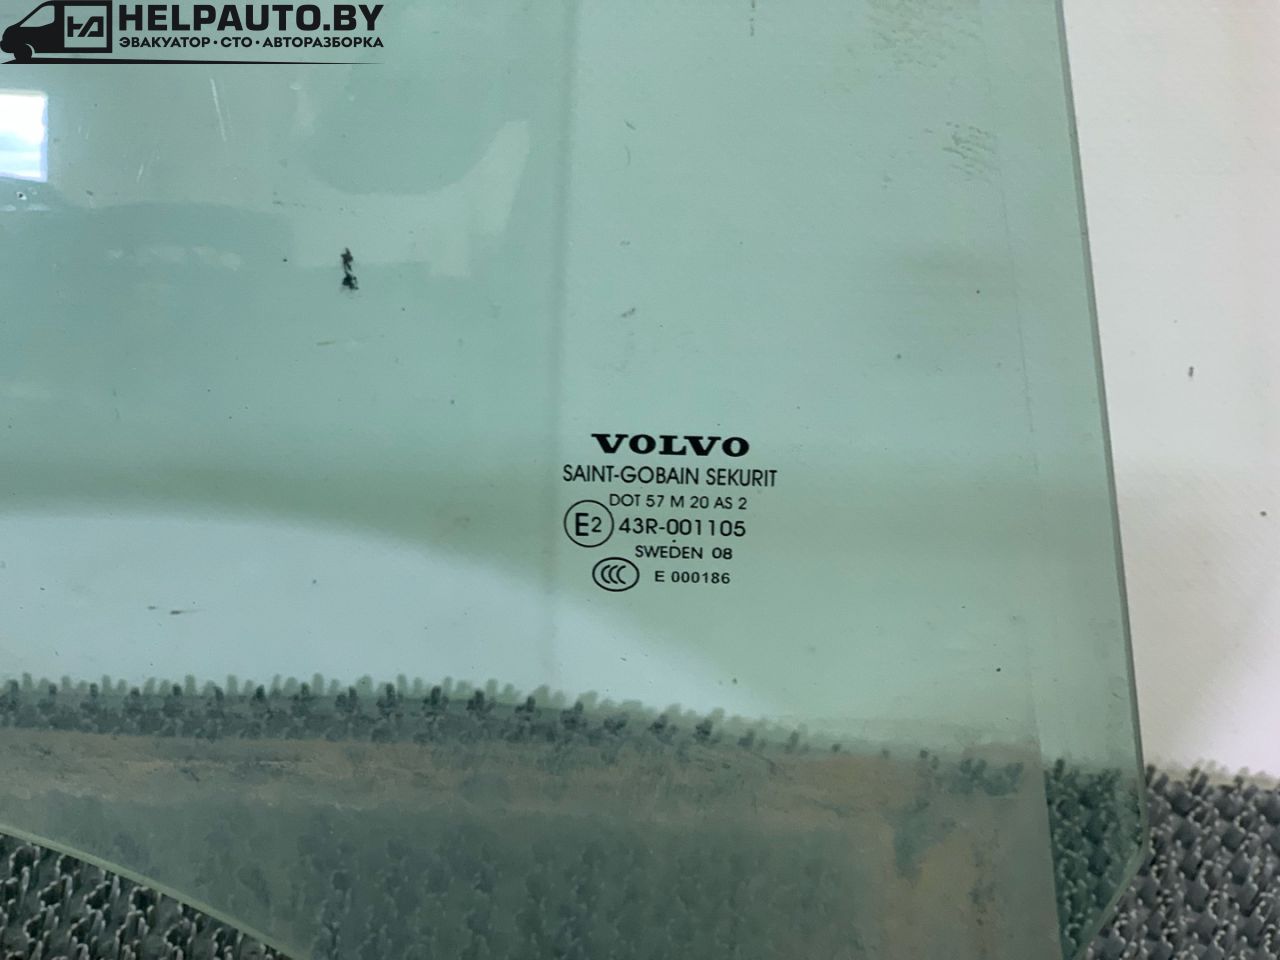 HELPAUTO.BY
ЭВАКУАТОР · СТО · АВТОРАЗБОРКА
VOLVO
SAINT-GOBAIN SEKURIT
DOT 57 M 20 AS 2
E2 43R-001105
SWEDEN 08
CCC E 000186